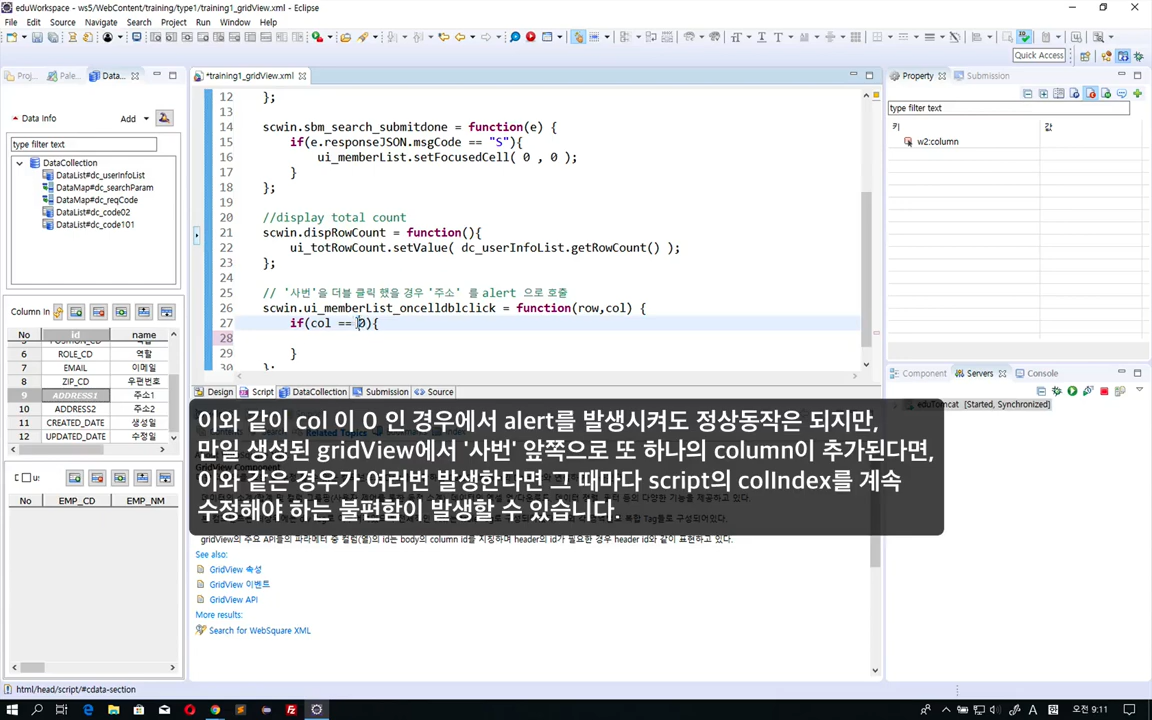 eduWorkspace - ws5/WebContent/training/type1/training1_gridView.xml - Eclipse
File Edit Source Navigate Search Project Run Window Help
Quick Access
Proj... Pale... Data...
*training1_gridView.xml
Property Submission
Data Info Add
type filter text
DataCollection
DataList#dc_userInfoList
DataMap#dc_searchParam
DataMap#dc_reqCode
DataList#dc_code02
DataList#dc_code101
Column In
No id name
5 POSITION_CD
6 ROLE_CD 역할
7 EMAIL 이메일
8 ZIP_CD 우편번호
9 ADDRESS1 주소1
10 ADDRESS2 주소2
11 CREATED_DATE 생성일
12 UPDATED_DATE 수정일
No EMP_CD EMP_NM
12 };
13
14 scwin.sbm_search_submitdone = function(e) {
15 if(e.responseJSON.msgCode == "S"){
16 ui_memberList.setFocusedCell( 0 , 0 );
17 }
18 };
19
20 //display total count
21 scwin.dispRowCount = function(){
22 ui_totRowCount.setValue( dc_userInfoList.getRowCount() );
23 };
24
25 // '사번'을 더블 클릭 했을 경우 '주소' 를 alert 으로 호출
26 scwin.ui_memberList_oncelldblclick = function(row,col) {
27 if(col == 0){
28
29 }
30 };
Design Script DataCollection Submission Source
이와 같이 col 이 0 인 경우에서 alert를 발생시켜도 정상동작은 되지만,
만일 생성된 gridView에서 '사번' 앞쪽으로 또 하나의 column이 추가된다면,
이와 같은 경우가 여러번 발생한다면 그 때마다 script의 colIndex를 계속
수정해야 하는 불편함이 발생할 수 있습니다.
gridView의 주요 API들의 파라메터 중 컬럼(열)의 id는 body의 column id를 지칭하며 header의 id가 필요한 경우 header id와 같이 표현하고 있다.
See also:
GridView 속성
GridView 이벤트
GridView API
More results:
Search for WebSquare XML
type filter text
키 값
w2:column
Component Servers Console
eduTomcat [Started, Synchronized]
html/head/script/#cdata-section
A 한 오전 9:11